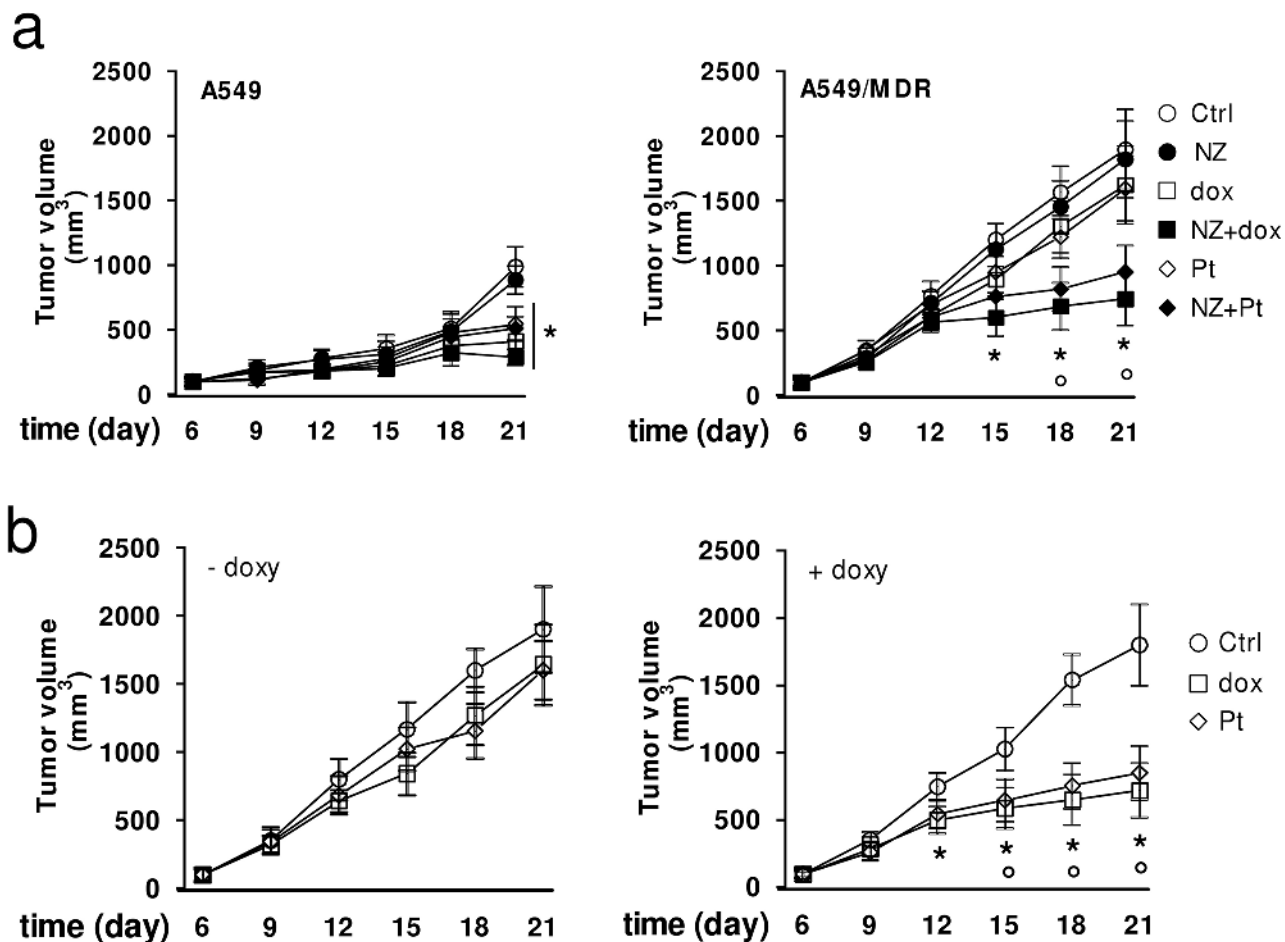 a
A549
Tumor volume
(mm³)
2500
2000
1500
1000
500
0
time (day) 6 9 12 15 18 21
*
A549/MDR
Tumor volume
(mm³)
2500
2000
1500
1000
500
0
time (day) 6 9 12 15 18 21
* * *
Ctrl
NZ
dox
NZ+dox
Pt
NZ+Pt
b
- doxy
Tumor volume
(mm³)
2500
2000
1500
1000
500
0
time (day) 6 9 12 15 18 21
+ doxy
Tumor volume
(mm³)
2500
2000
1500
1000
500
0
time (day) 6 9 12 15 18 21
* * * *
Ctrl
dox
Pt